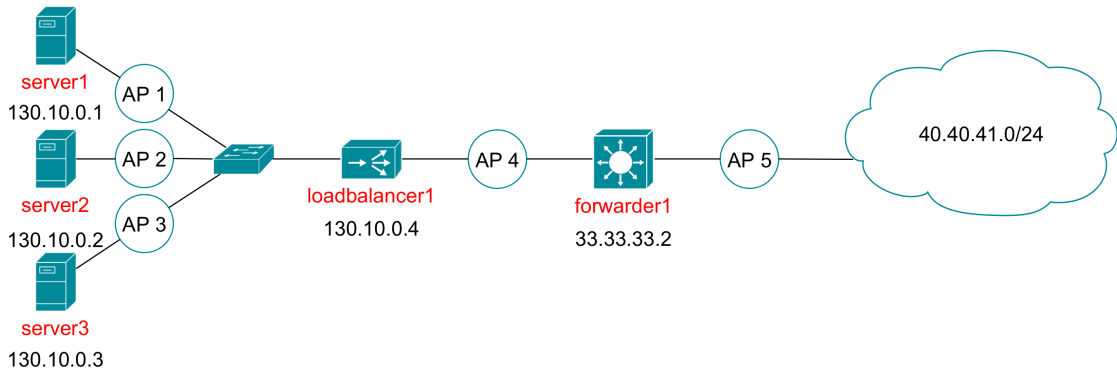 server1
130.10.0.1
AP 1
server2
130.10.0.2
AP 2
server3
130.10.0.3
AP 3
loadbalancer1
130.10.0.4
AP 4
forwarder1
33.33.33.2
AP 5
40.40.41.0/24